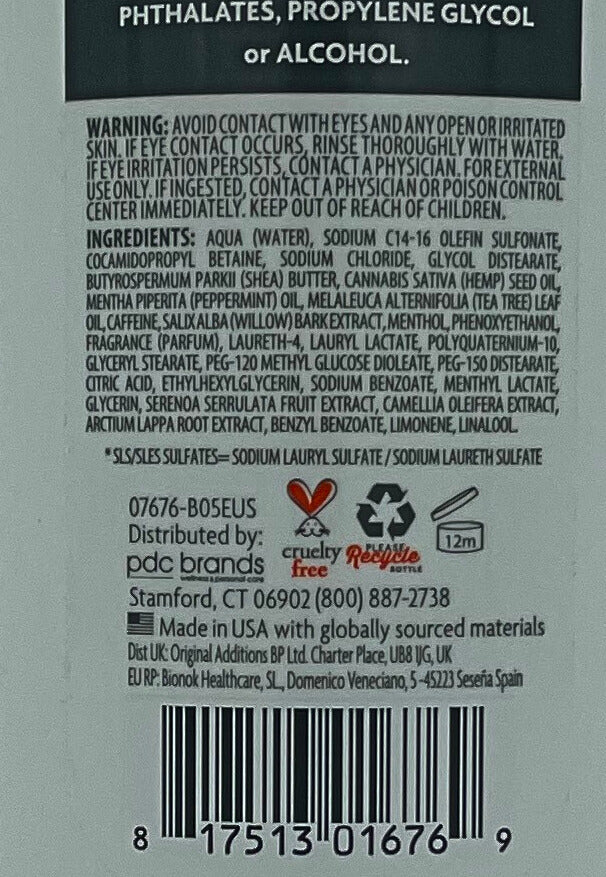 PHTHALATES, PROPYLENE GLYCOL
or ALCOHOL.
WARNING: AVOID CONTACT WITH EYES AND ANY OPEN OR IRRITATED
SKIN. IF EYE CONTACT OCCURS, RINSE THOROUGHLY WITH WATER.
IF EYE IRRITATION PERSISTS, CONTACT A PHYSICIAN. FOR EXTERNAL
USE ONLY. IF INGESTED, CONTACT A PHYSICIAN OR POISON CONTROL
CENTER IMMEDIATELY. KEEP OUT OF REACH OF CHILDREN.
INGREDIENTS: AQUA (WATER), SODIUM C14-16 OLEFIN SULFONATE,
COCAMIDOPROPYL BETAINE, SODIUM CHLORIDE, GLYCOL DISTEARATE,
BUTYROSPERMUM PARKII (SHEA) BUTTER, CANNABIS SATIVA (HEMP) SEED OIL,
MENTHA PIPERITA (PEPPERMINT) OIL, MELALEUCA ALTERNIFOLIA (TEA TREE) LEAF
OIL, CAFFEINE, SALIX ALBA (WILLOW) BARK EXTRACT, MENTHOL, PHENOXYETHANOL,
FRAGRANCE (PARFUM), LAURETH-4, LAURYL LACTATE, POLYQUATERNIUM-10,
GLYCERYL STEARATE, PEG-120 METHYL GLUCOSE DIOLEATE, PEG-150 DISTEARATE,
CITRIC ACID, ETHYLHEXYLGLYCERIN, SODIUM BENZOATE, MENTHYL LACTATE,
GLYCERIN, SERENOA SERRULATA FRUIT EXTRACT, CAMELLIA OLEIFERA EXTRACT,
ARCTIUM LAPPA ROOT EXTRACT, BENZYL BENZOATE, LIMONENE, LINALOOL.
*SLS/SLES SULFATES= SODIUM LAURYL SULFATE / SODIUM LAURETH SULFATE
07676-B05EUS
Distributed by:
pdc brands
wellness & personal-care
cruelty
free
PLEASE
Recycle
BOTTLE
12m
Stamford, CT 06902 (800) 887-2738
Made in USA with globally sourced materials
Dist UK: Original Additions BP Ltd. Charter Place, UB8 1JG, UK
EU RP: Bionok Healthcare, SL., Domenico Veneciano, 5 -45223 Seseña Spain
8 17513 01676 9